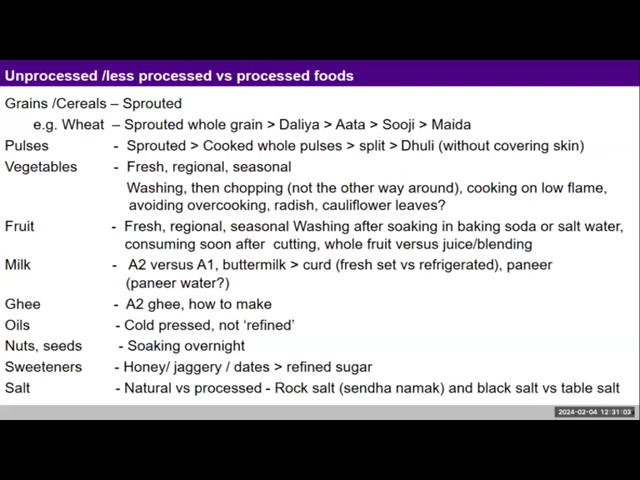 Unprocessed /less processed vs processed foods
Grains /Cereals – Sprouted
e.g. Wheat – Sprouted whole grain > Daliya > Aata > Sooji > Maida
Pulses - Sprouted > Cooked whole pulses > split > Dhuli (without covering skin)
Vegetables - Fresh, regional, seasonal
Washing, then chopping (not the other way around), cooking on low flame,
avoiding overcooking, radish, cauliflower leaves?
Fruit - Fresh, regional, seasonal Washing after soaking in baking soda or salt water,
consuming soon after cutting, whole fruit versus juice/blending
Milk - A2 versus A1, buttermilk > curd (fresh set vs refrigerated), paneer
(paneer water?)
Ghee - A2 ghee, how to make
Oils - Cold pressed, not ‘refined’
Nuts, seeds - Soaking overnight
Sweeteners - Honey/ jaggery / dates > refined sugar
Salt - Natural vs processed - Rock salt (sendha namak) and black salt vs table salt
2024-02-04 12:31:03